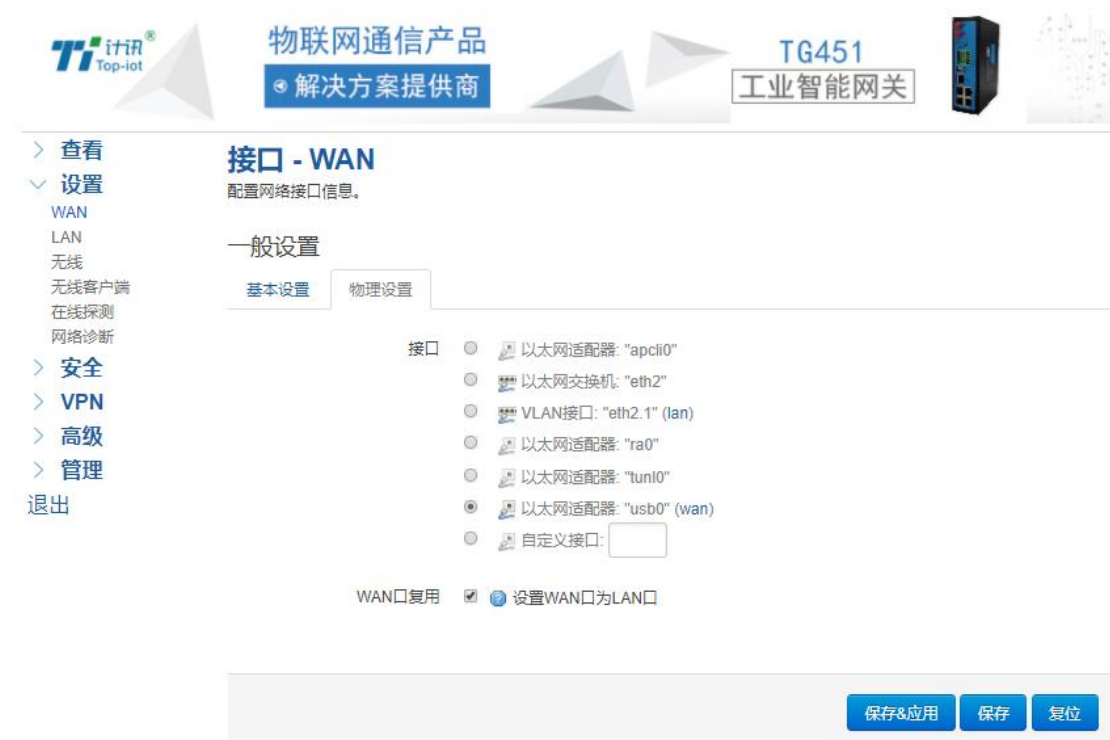 计讯®
Top-iot
物联网通信产品
解决方案提供商
TG451
工业智能网关
查看
设置
WAN
LAN
无线
无线客户端
在线探测
网络诊断
安全
VPN
高级
管理
退出
接口 - WAN
配置网络接口信息。
一般设置
基本设置 物理设置
接口
以太网适配器: "apcli0"
以太网交换机: "eth2"
VLAN接口: "eth2.1" (lan)
以太网适配器: "ra0"
以太网适配器: "tunl0"
以太网适配器: "usb0" (wan)
自定义接口:
WAN口复用 设置WAN口为LAN口
保存&应用 保存 复位